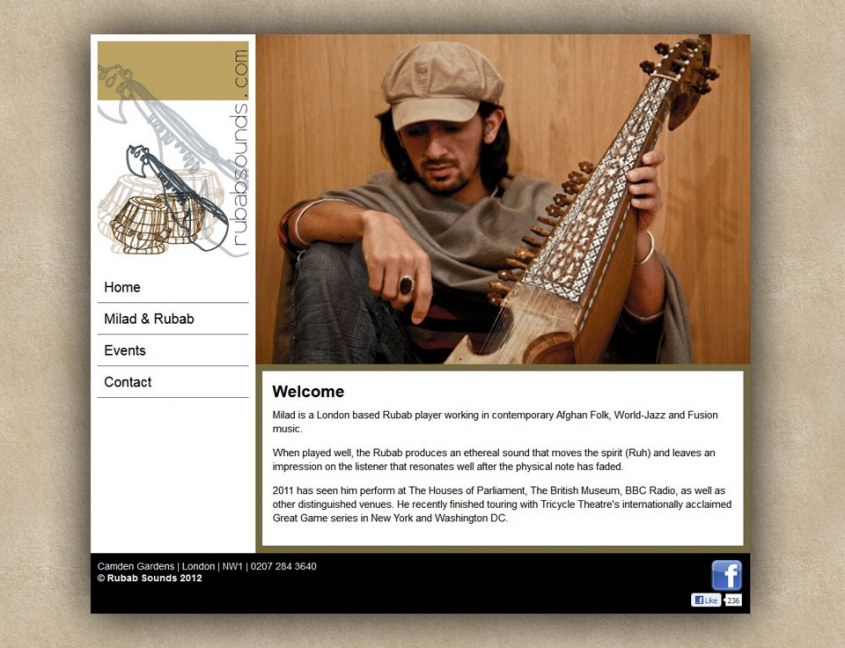 rubabsounds.com
Home
Milad & Rubab
Events
Contact
Welcome
Milad is a London based Rubab player working in contemporary Afghan Folk, World-Jazz and Fusion
music.
When played well, the Rubab produces an ethereal sound that moves the spirit (Ruh) and leaves an
impression on the listener that resonates well after the physical note has faded.
2011 has seen him perform at The Houses of Parliament, The British Museum, BBC Radio, as well as
other distinguished venues. He recently finished touring with Tricycle Theatre's internationally acclaimed
Great Game series in New York and Washington DC.
Camden Gardens | London | NW1 | 0207 284 3640
© Rubab Sounds 2012
f
f Like 236